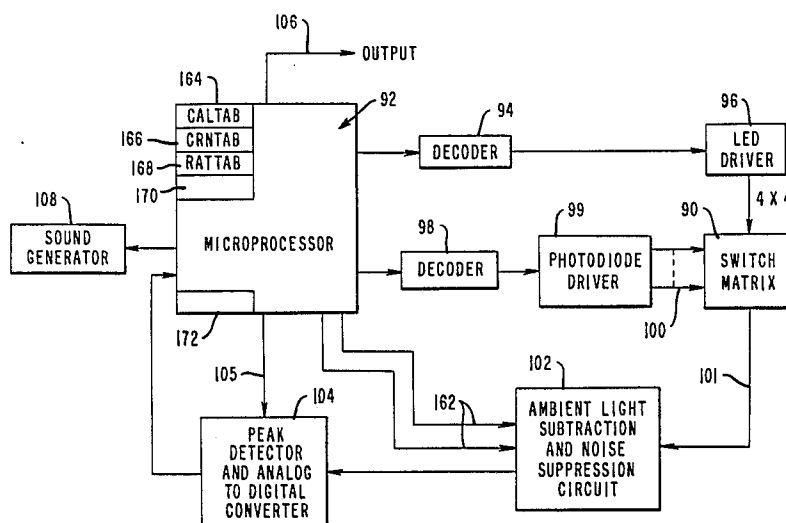 106
OUTPUT
164
CALTAB
92
94
96
166
CRNTAB
DECODER
LED
DRIVER
168
RATTAB
170
4 X 4
108
98
99
90
SOUND
GENERATOR
MICROPROCESSOR
DECODER
PHOTODIODE
DRIVER
SWITCH
MATRIX
100
172
105
102
101
104
162
AMBIENT LIGHT
SUBTRACTION
AND NOISE
SUPPRESSION
CIRCUIT
PEAK
DETECTOR
AND ANALOG
TO DIGITAL
CONVERTER